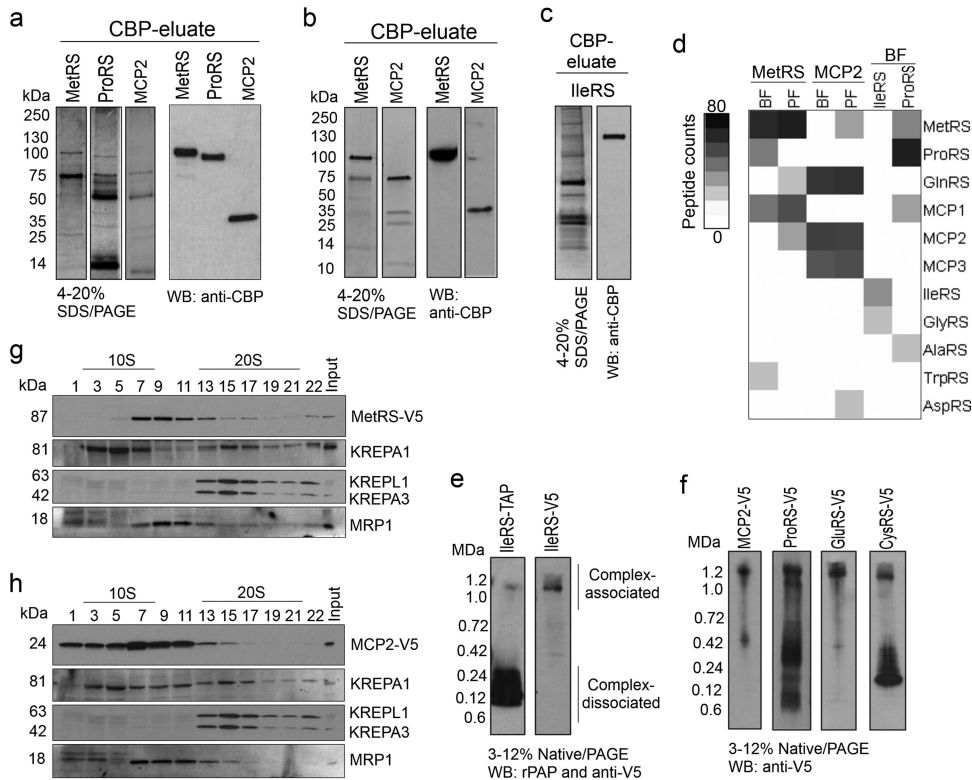 a
CBP-eluate
MetRS
ProRS
MCP2
MetRS
ProRS
MCP2
kDa
250
130
100
75
50
35
25
14
4-20%
SDS/PAGE
WB: anti-CBP
b
CBP-eluate
MetRS
MCP2
MetRS
MCP2
kDa
250
130
100
75
50
35
25
14
10
4-20%
SDS/PAGE
WB:
anti-CBP
c
CBP-
eluate
IleRS
4-20%
SDS/PAGE
WB: anti-CBP
d
BF
MetRS MCP2
BF
PF
BF
PF
IleRS
ProRS
80
Peptide counts
0
MetRS
ProRS
GlnRS
MCP1
MCP2
MCP3
IleRS
GlyRS
AlaRS
TrpRS
AspRS
g
10S 20S
kDa 1 3 5 7 9 11 13 15 17 19 21 22 Input
87 MetRS-V5
81 KREPA1
63 KREPL1
42 KREPA3
18 MRP1
h
10S 20S
kDa 1 3 5 7 9 11 13 15 17 19 21 22 Input
24 MCP2-V5
81 KREPA1
63 KREPL1
42 KREPA3
18 MRP1
e
IleRS-TAP
IleRS-V5
MDa
1.2
1.0
0.72
0.42
0.24
0.12
0.6
Complex-
associated
Complex-
dissociated
3-12% Native/PAGE
WB: rPAP and anti-V5
f
MCP2-V5
ProRS-V5
GluRS-V5
CysRS-V5
MDa
1.2
1.0
0.72
0.42
0.24
0.12
0.6
3-12% Native/PAGE
WB: anti-V5